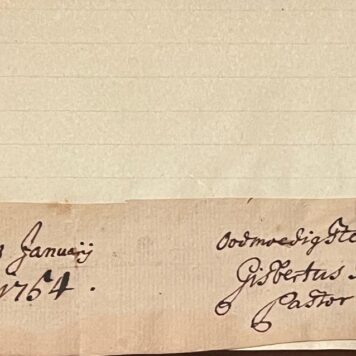 Januarij
1764.
Oodmoedigste
Gisbertus
Pastor